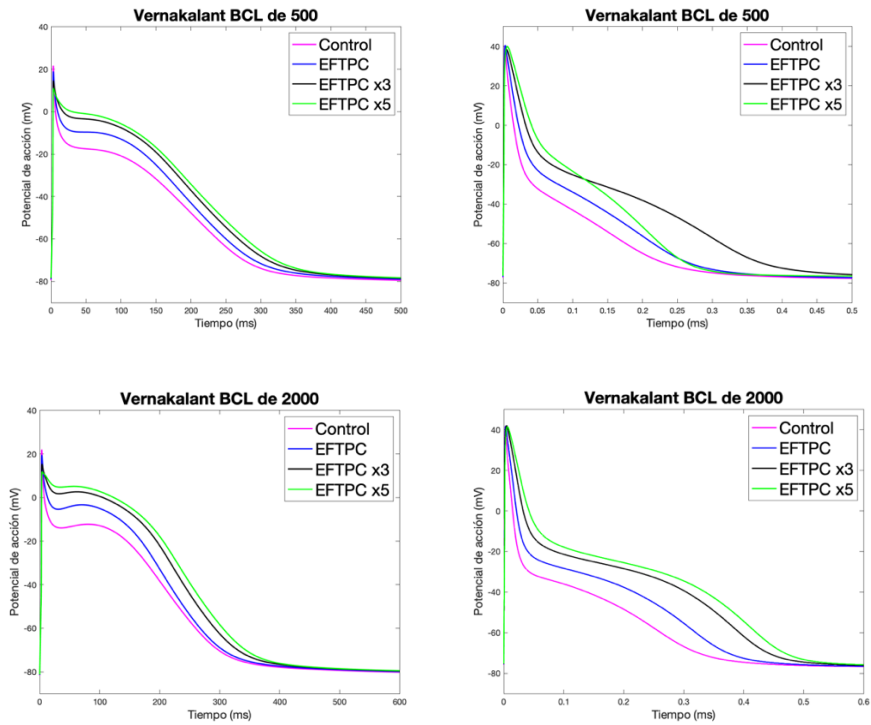 Vernakalant BCL de 500
Control
EFTPC
EFTPC x3
EFTPC x5
Potencial de acción (mV)
40
20
0
-20
-40
-60
-80
0 50 100 150 200 250 300 350 400 450 500
Tiempo (ms)
Vernakalant BCL de 500
Control
EFTPC
EFTPC x3
EFTPC x5
Potencial de acción (mV)
40
20
0
-20
-40
-60
-80
0 0.05 0.1 0.15 0.2 0.25 0.3 0.35 0.4 0.45 0.5
Tiempo (ms)
Vernakalant BCL de 2000
Control
EFTPC
EFTPC x3
EFTPC x5
Potencial de acción (mV)
40
20
0
-20
-40
-60
-80
0 100 200 300 400 500 600
Tiempo (ms)
Vernakalant BCL de 2000
Control
EFTPC
EFTPC x3
EFTPC x5
Potencial de acción (mV)
40
20
0
-20
-40
-60
-80
0 0.1 0.2 0.3 0.4 0.5 0.6
Tiempo (ms)